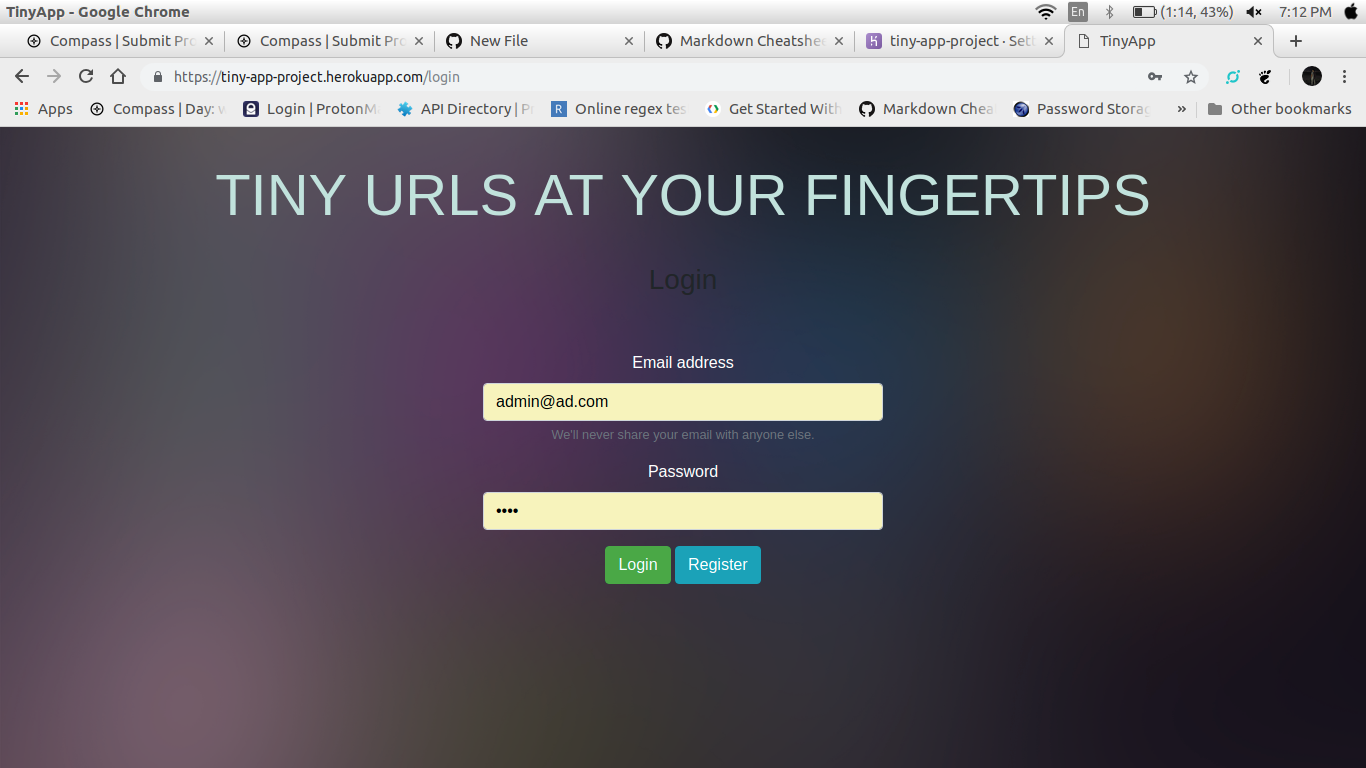 TinyApp - Google Chrome
En (1:14, 43%) 7:12 PM
Compass | Submit Pro Compass | Submit Pro New File Markdown Cheatshee tiny-app-project · Sett TinyApp
https://tiny-app-project.herokuapp.com/login
Apps Compass | Day: w Login | ProtonMa API Directory | P R Online regex tes Get Started With Markdown Cheat Password Storag » Other bookmarks
TINY URLS AT YOUR FINGERTIPS
Login
Email address
admin@ad.com
We'll never share your email with anyone else.
Password
••••
Login Register